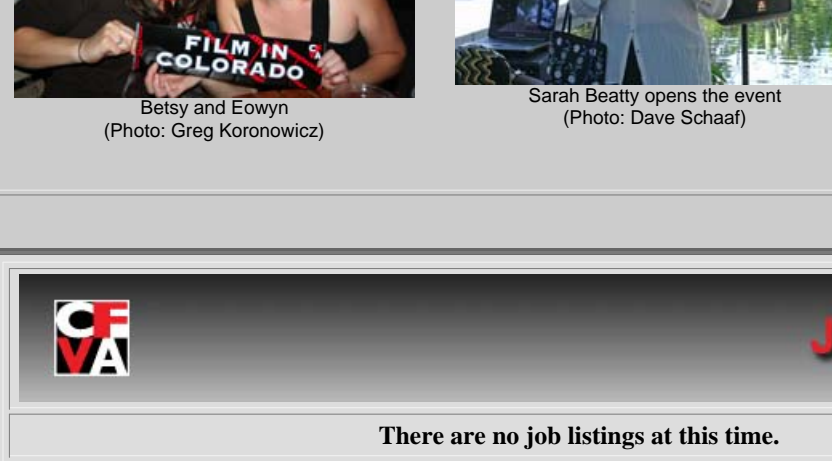 FILM IN
COLORADO
Betsy and Eowyn
(Photo: Greg Koronowicz)
Sarah Beatty opens the event
(Photo: Dave Schaaf)
CF
VA
J
There are no job listings at this time.